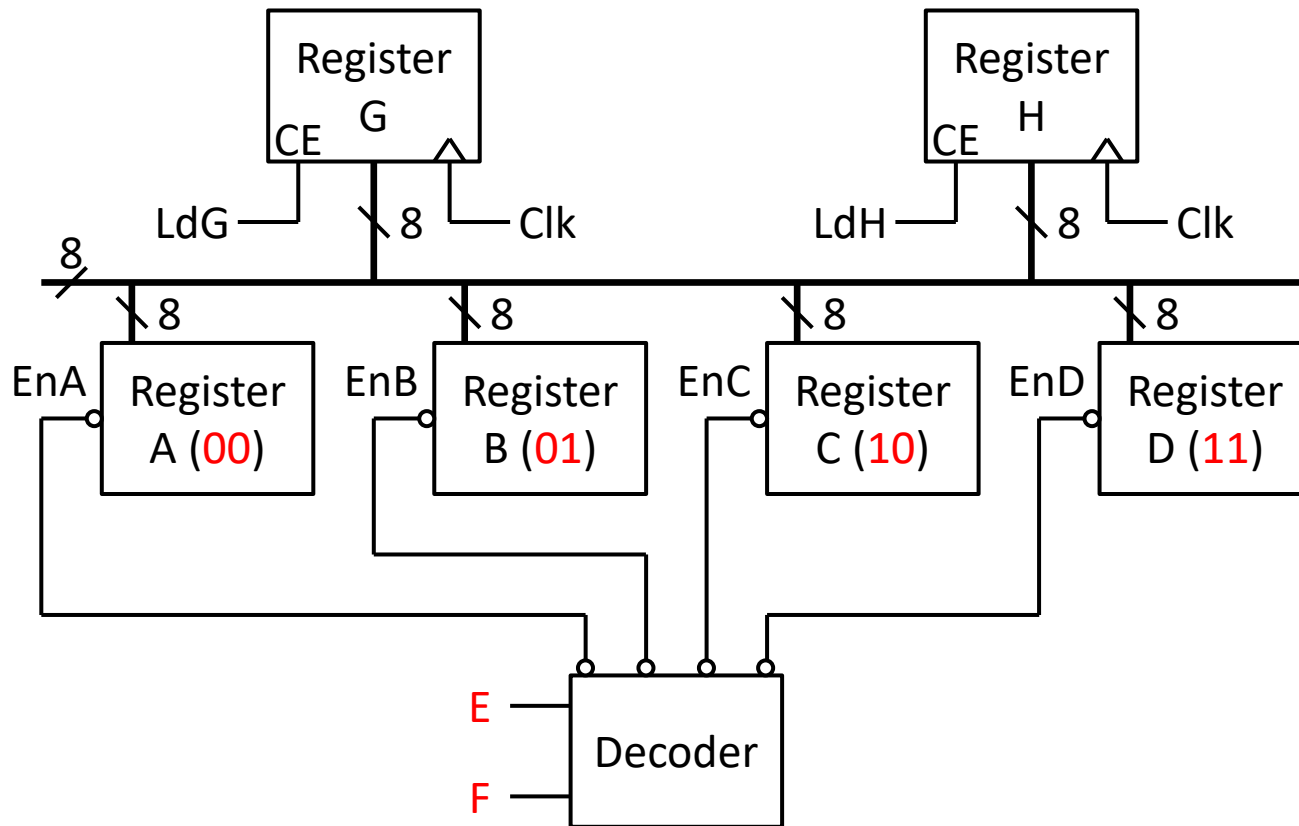 Register
G
CE
LdG
8
Clk
Register
H
CE
LdH
8
Clk
8
8
8
8
8
EnA
Register
A (00)
EnB
Register
B (01)
EnC
Register
C (10)
EnD
Register
D (11)
E
Decoder
F